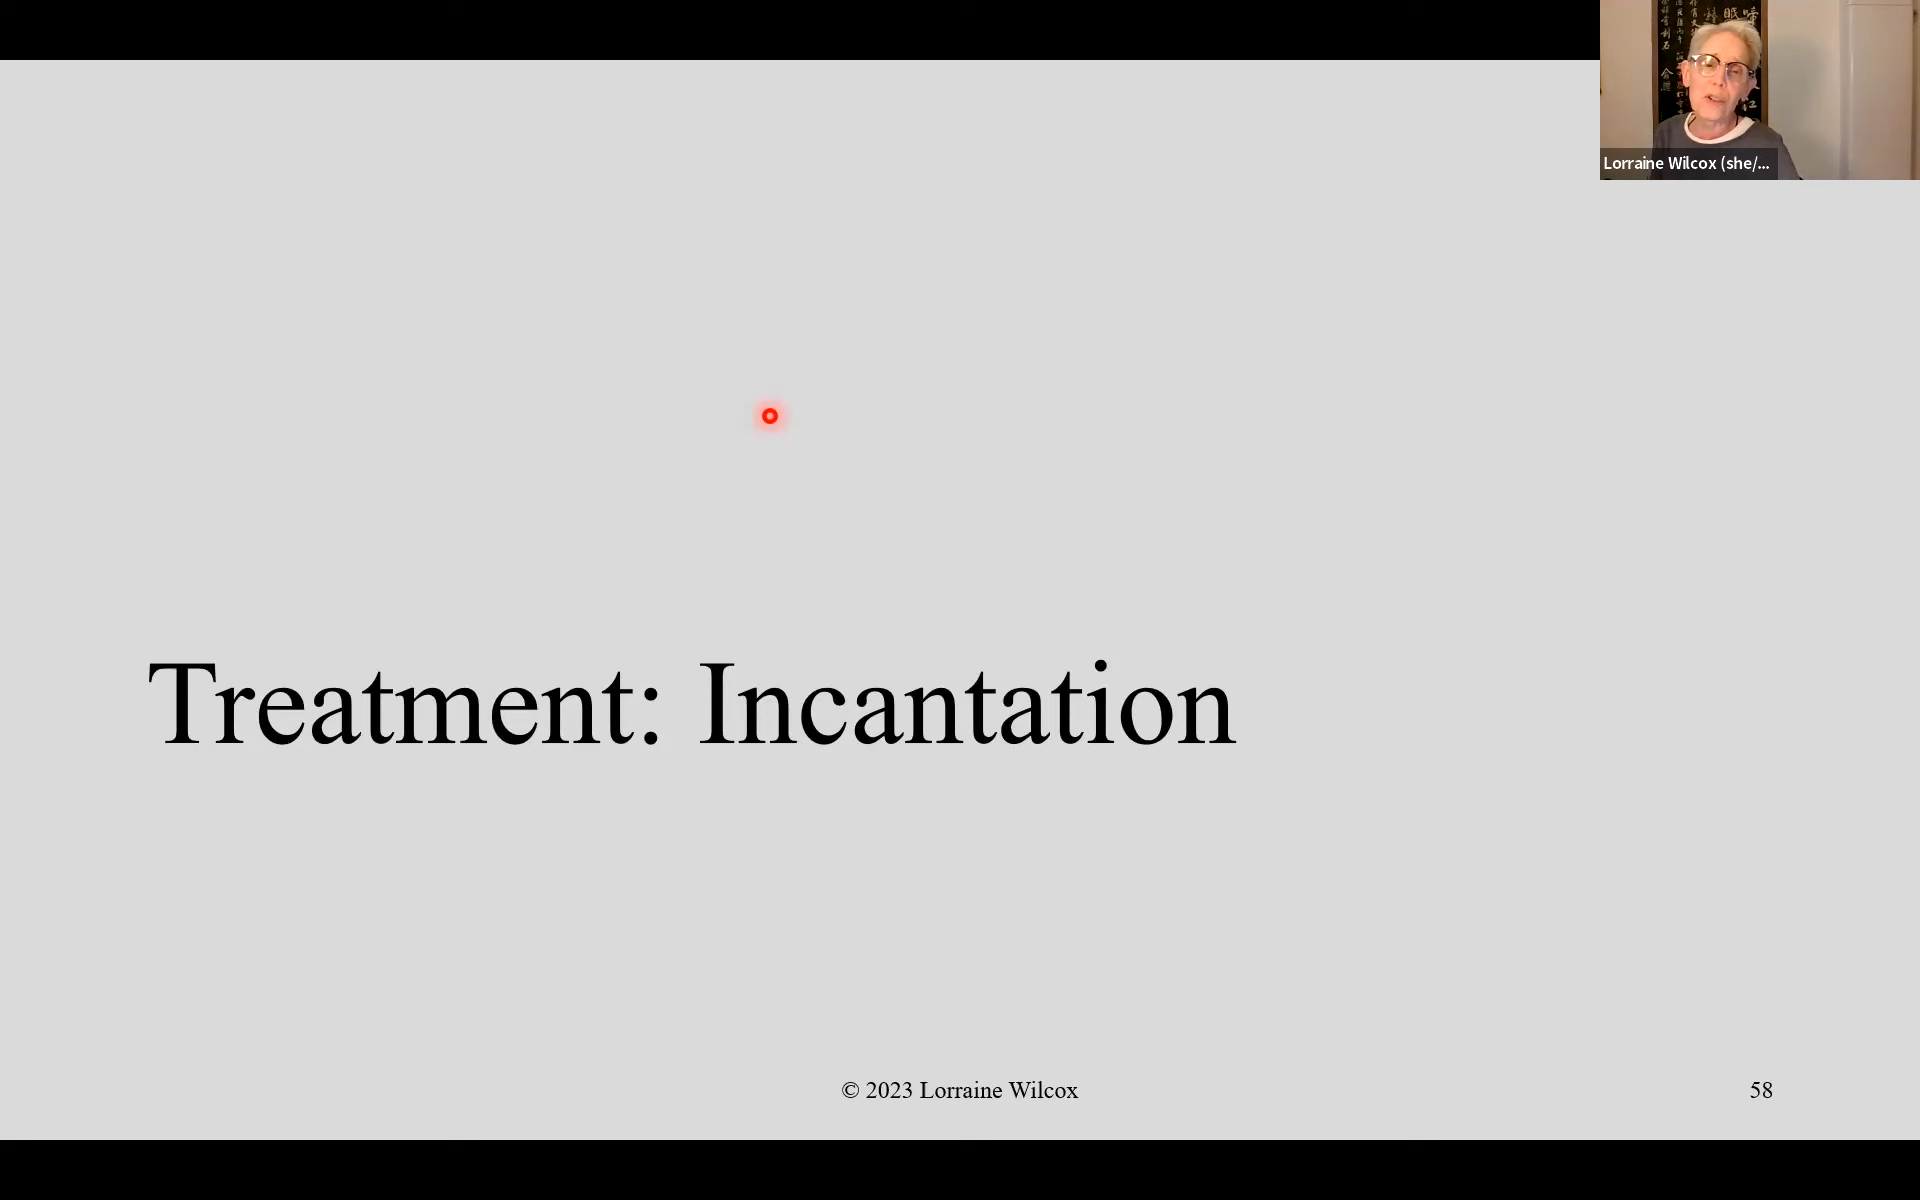 Lorraine Wilcox (she/...
Treatment: Incantation
© 2023 Lorraine Wilcox
58